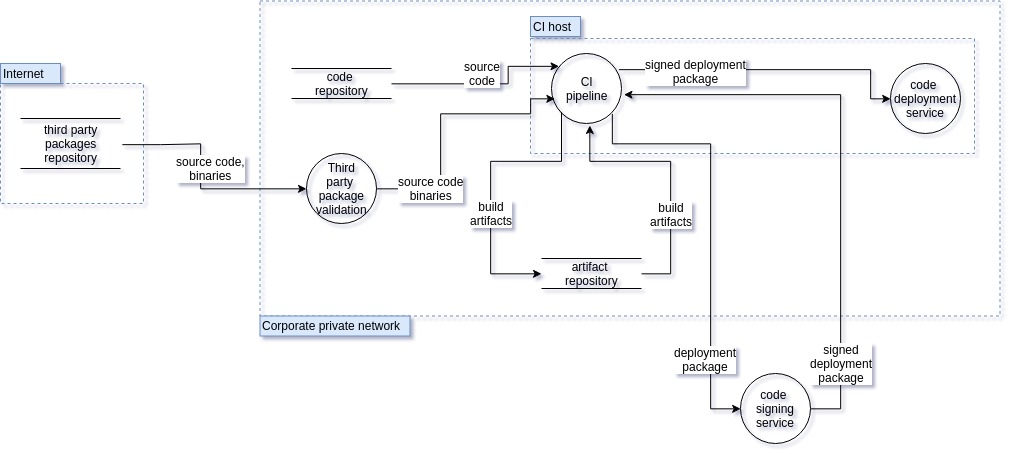 CI host
Internet
code
repository
source
code
CI
pipeline
signed deployment
package
code
deployment
service
third party
packages
repository
source code,
binaries
Third
party
package
validation
source code
binaries
build
artifacts
build
artifacts
artifact
repository
Corporate private network
deployment
package
signed
deployment
package
code
signing
service